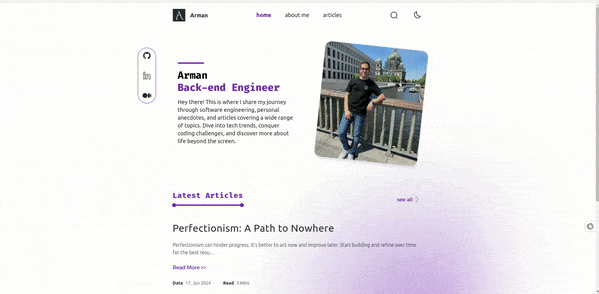 A Arman
home about me articles
Arman
Back-end Engineer
Hey there! This is where I share my journey
through software engineering, personal
anecdotes, and articles covering a wide range
of topics. Dive into tech trends, conquer
coding challenges, and discover more about
life beyond the screen.
Latest Articles
see all
Perfectionism: A Path to Nowhere
Perfectionism can hinder progress. It's better to act now and improve later. Start building and refine over time
for the best resu...
Read More >>
Date 17, Jun 2024 Read 3 Mins